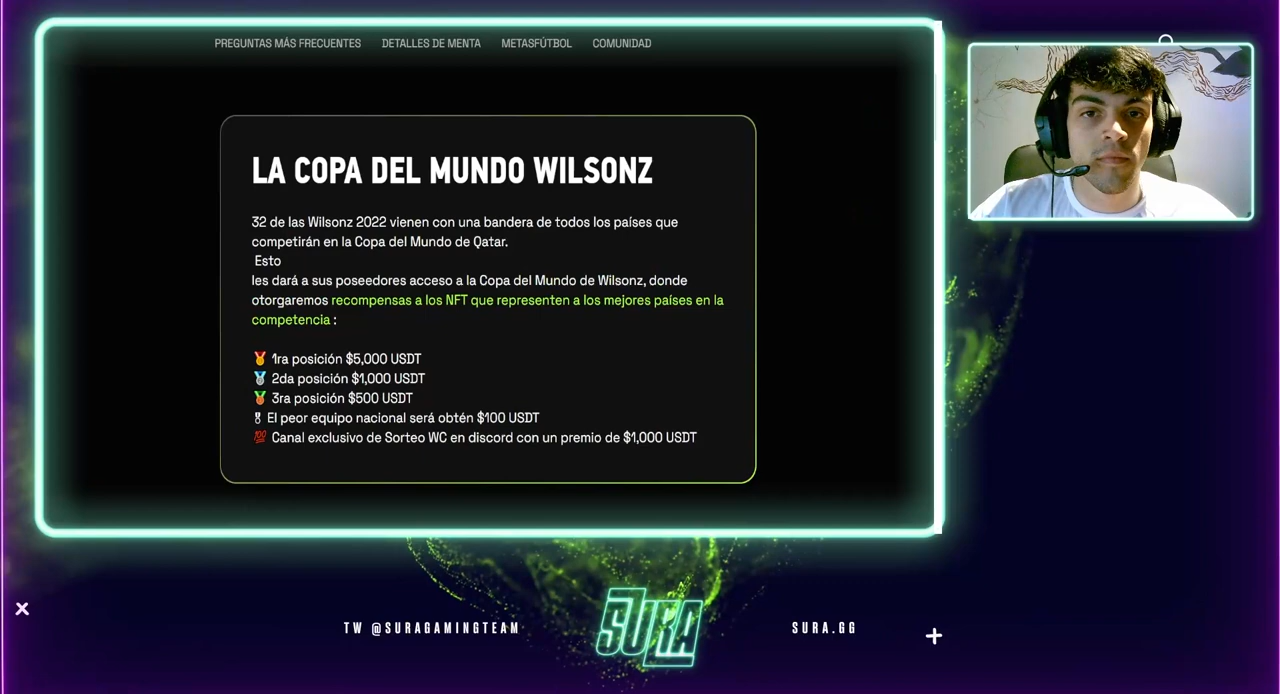 PREGUNTAS MÁS FRECUENTES DETALLES DE MENTA METASFÚTBOL COMUNIDAD
LA COPA DEL MUNDO WILSONZ
32 de las Wilsonz 2022 vienen con una bandera de todos los países que
competirán en la Copa del Mundo de Qatar.
Esto
les dará a sus poseedores acceso a la Copa del Mundo de Wilsonz, donde
otorgaremos recompensas a los NFT que representen a los mejores países en la
competencia :
🥇 1ra posición $5,000 USDT
🥈 2da posición $1,000 USDT
🥉 3ra posición $500 USDT
🎖 El peor equipo nacional será obtén $100 USDT
💯 Canal exclusivo de Sorteo WC en discord con un premio de $1,000 USDT
TW @SURAGAMINGTEAM
SURA
SURA.GG